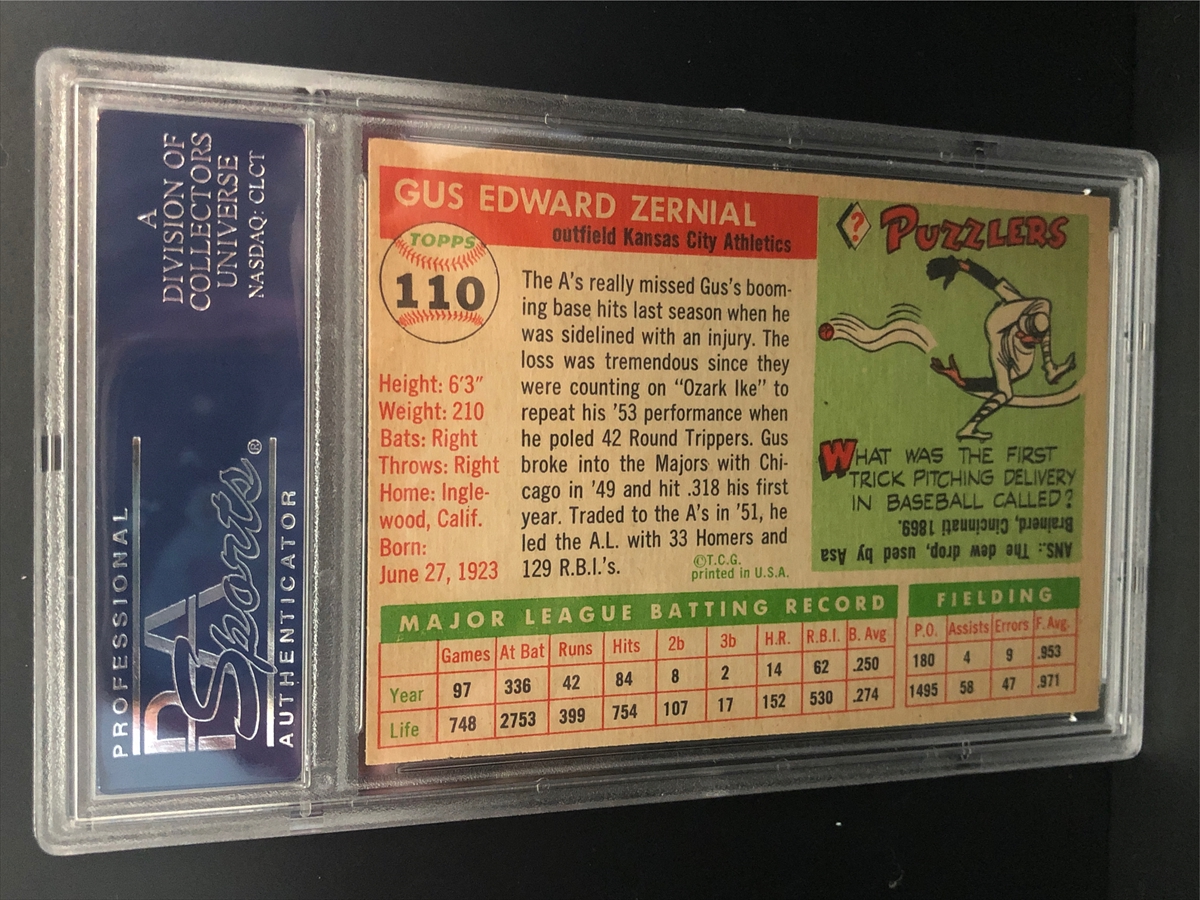 A
DIVISION OF
COLLECTORS
UNIVERSE
NASDAQ: CLCT
PROFESSIONAL
PSA
Sports®
AUTHENTICATOR
GUS EDWARD ZERNIAL
outfield Kansas City Athletics
TOPPS
110
Height: 6'3"
Weight: 210
Bats: Right
Throws: Right
Home: Ingle-
wood, Calif.
Born:
June 27, 1923
The A's really missed Gus's boom-
ing base hits last season when he
was sidelined with an injury. The
loss was tremendous since they
were counting on "Ozark Ike" to
repeat his '53 performance when
he poled 42 Round Trippers. Gus
broke into the Majors with Chi-
cago in '49 and hit .318 his first
year. Traded to the A's in '51, he
led the A.L. with 33 Homers and
129 R.B.I.'s.
©T.C.G.
printed in U.S.A.
? PUZZLERS
WHAT WAS THE FIRST
TRICK PITCHING DELIVERY
IN BASEBALL CALLED?
ANS.: The dew drop, used by Asa
Brainerd, Cincinnati 1869.
MAJOR LEAGUE BATTING RECORD
Games At Bat Runs Hits 2b 3b H.R. R.B.I. B. Avg
Year 97 336 42 84 8 2 14 62 .250
Life 748 2753 399 754 107 17 152 530 .274
FIELDING
P.O. Assists Errors F. Avg.
180 4 9 .953
1495 58 47 .971